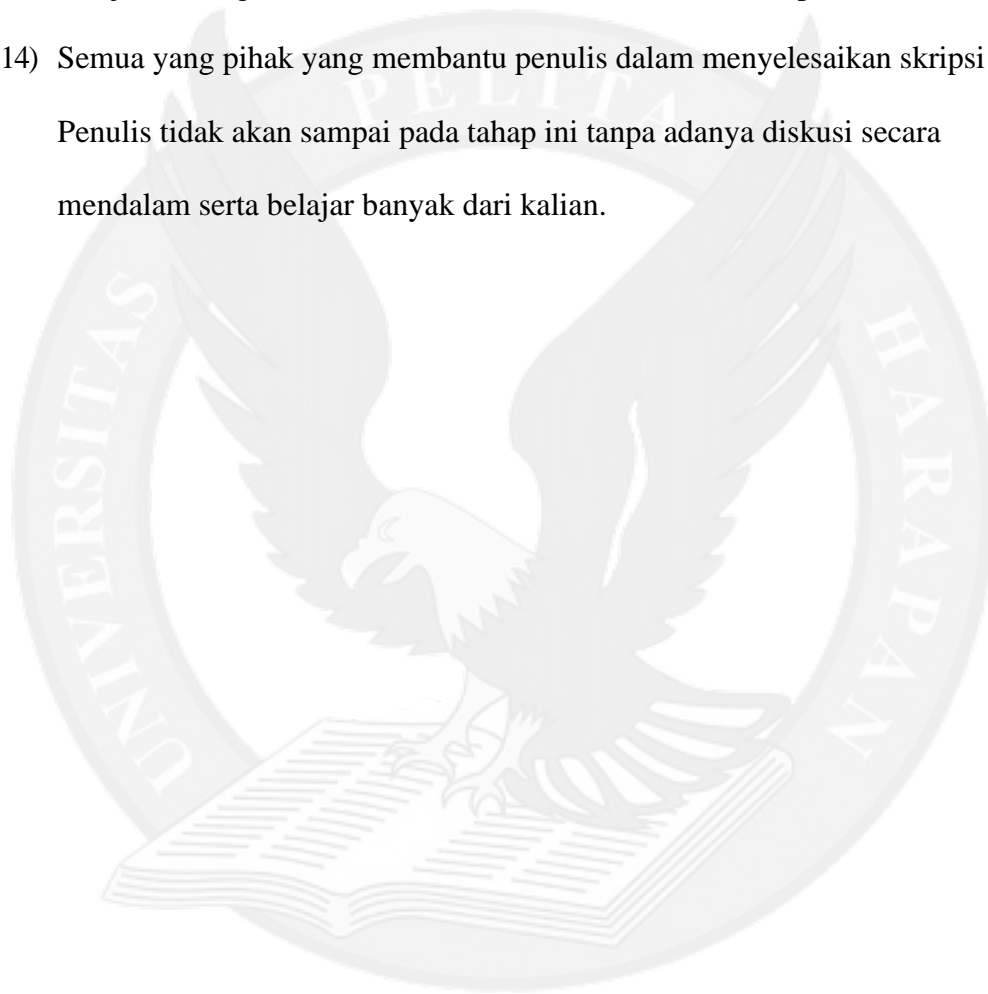 14) Semua yang pihak yang membantu penulis dalam menyelesaikan skripsi
Penulis tidak akan sampai pada tahap ini tanpa adanya diskusi secara
mendalam serta belajar banyak dari kalian.
UNIVERSITAS PELITA HARAPAN